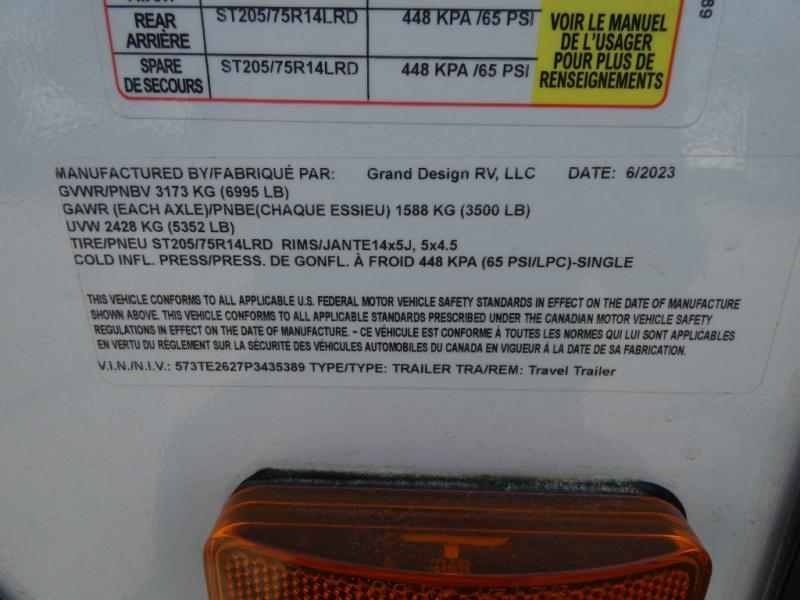 REAR
ARRIÈRE
ST205/75R14LRD
448 KPA /65 PSI
SPARE
DE SECOURS
ST205/75R14LRD
448 KPA /65 PSI
VOIR LE MANUEL
DE L'USAGER
POUR PLUS DE
RENSEIGNEMENTS
89
MANUFACTURED BY/FABRIQUÉ PAR: Grand Design RV, LLC DATE: 6/2023
GVWR/PNBV 3173 KG (6995 LB)
GAWR (EACH AXLE)/PNBE(CHAQUE ESSIEU) 1588 KG (3500 LB)
UVW 2428 KG (5352 LB)
TIRE/PNEU ST205/75R14LRD RIMS/JANTE14x5J, 5x4.5
COLD INFL. PRESS/PRESS. DE GONFL. À FROID 448 KPA (65 PSI/LPC)-SINGLE
THIS VEHICLE CONFORMS TO ALL APPLICABLE U.S. FEDERAL MOTOR VEHICLE SAFETY STANDARDS IN EFFECT ON THE DATE OF MANUFACTURE
SHOWN ABOVE. THIS VEHICLE CONFORMS TO ALL APPLICABLE STANDARDS PRESCRIBED UNDER THE CANADIAN MOTOR VEHICLE SAFETY
REGULATIONS IN EFFECT ON THE DATE OF MANUFACTURE. ~ CE VÉHICULE EST CONFORME À TOUTES LES NORMES QUI LUI SONT APPLICABLES
EN VERTU DU RÉGLEMENT SUR LA SÉCURITÉ DES VÉHICULES AUTOMOBILES DU CANADA EN VIGUEUR À LA DATE DE SA FABRICATION.
V.I.N./N.I.V.: 573TE2627P3435389 TYPE/TYPE: TRAILER TRA/REM: Travel Trailer